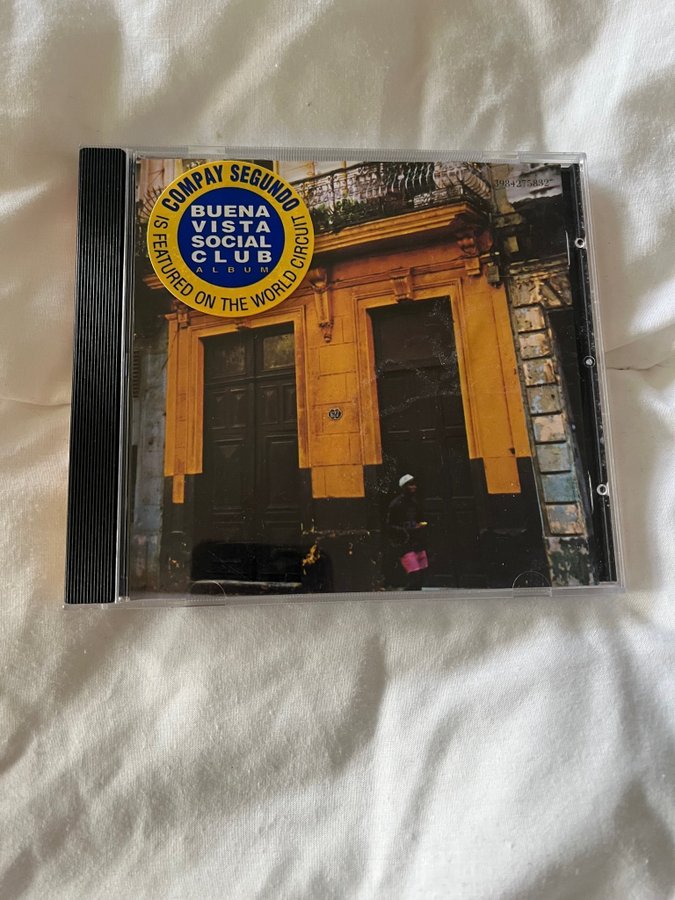 COMPAY SEGUNDO
IS FEATURED ON THE WORLD CIRCUIT
BUENA
VISTA
SOCIAL
CLUB
ALBUM